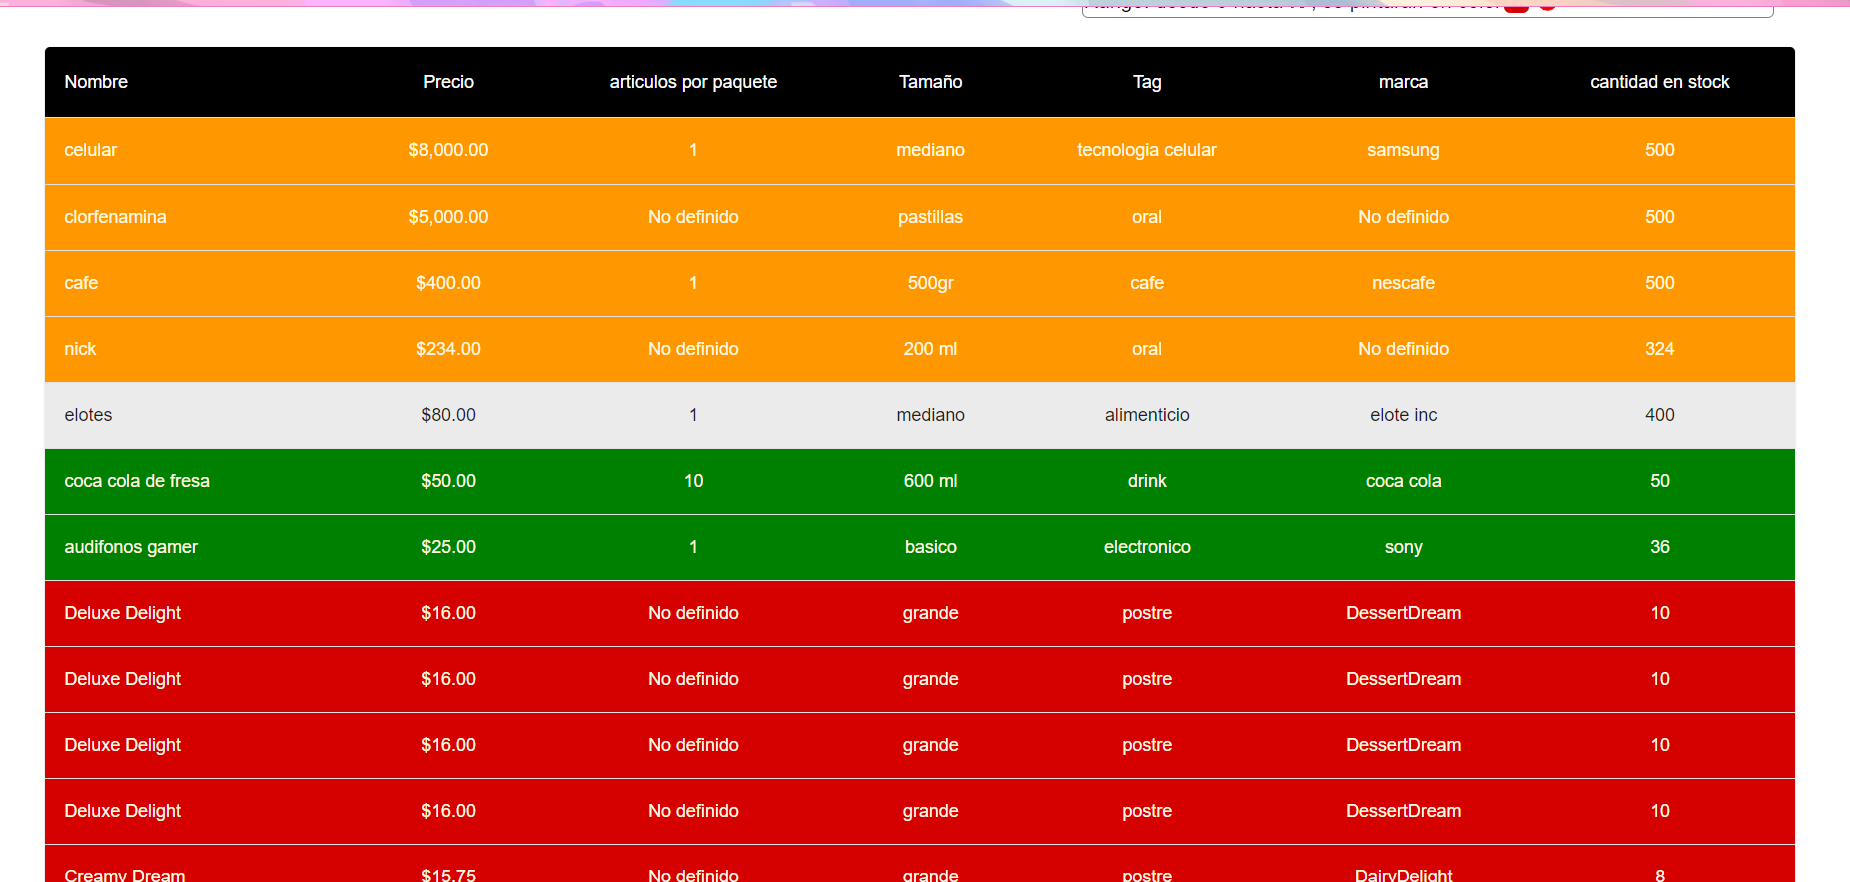 Nombre Precio articulos por paquete Tamaño Tag marca cantidad en stock
celular $8,000.00 1 mediano tecnologia celular samsung 500
clorfenamina $5,000.00 No definido pastillas oral No definido 500
cafe $400.00 1 500gr cafe nescafe 500
nick $234.00 No definido 200 ml oral No definido 324
elotes $80.00 1 mediano alimenticio elote inc 400
coca cola de fresa $50.00 10 600 ml drink coca cola 50
audifonos gamer $25.00 1 basico electronico sony 36
Deluxe Delight $16.00 No definido grande postre DessertDream 10
Deluxe Delight $16.00 No definido grande postre DessertDream 10
Deluxe Delight $16.00 No definido grande postre DessertDream 10
Deluxe Delight $16.00 No definido grande postre DessertDream 10
Creamy Dream $15.75 No definido grande postre DairyDelight 8